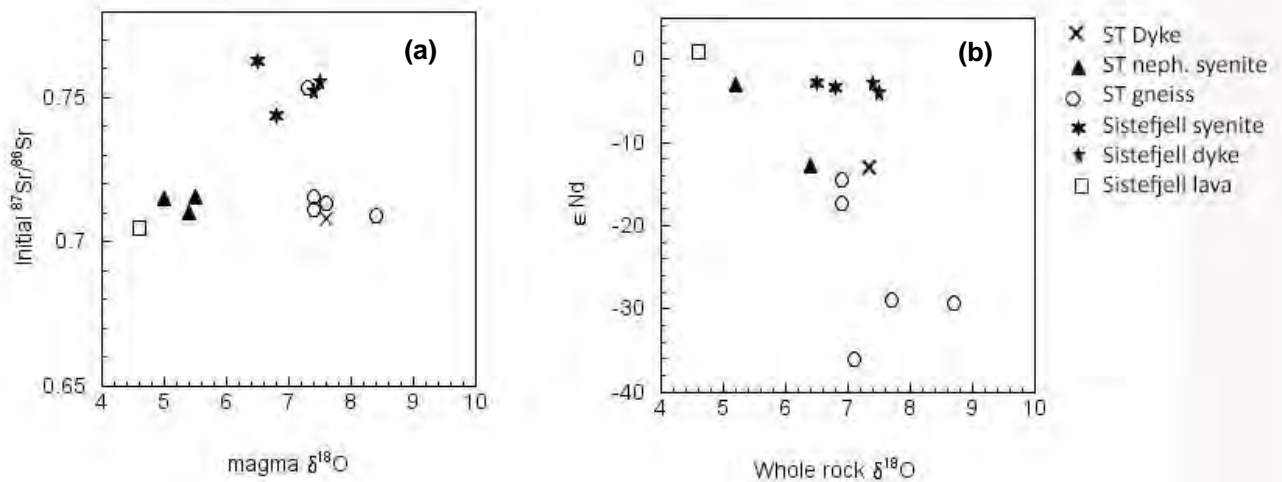 (a)
Initial ⁸⁷Sr/⁸⁶Sr
0.75
0.7
0.65
4 5 6 7 8 9 10
magma δ¹⁸O
(b)
ε Nd
0
-10
-20
-30
-40
4 5 6 7 8 9 10
Whole rock δ¹⁸O
ST Dyke
ST neph. syenite
ST gneiss
Sistefjell syenite
Sistefjell dyke
Sistefjell lava